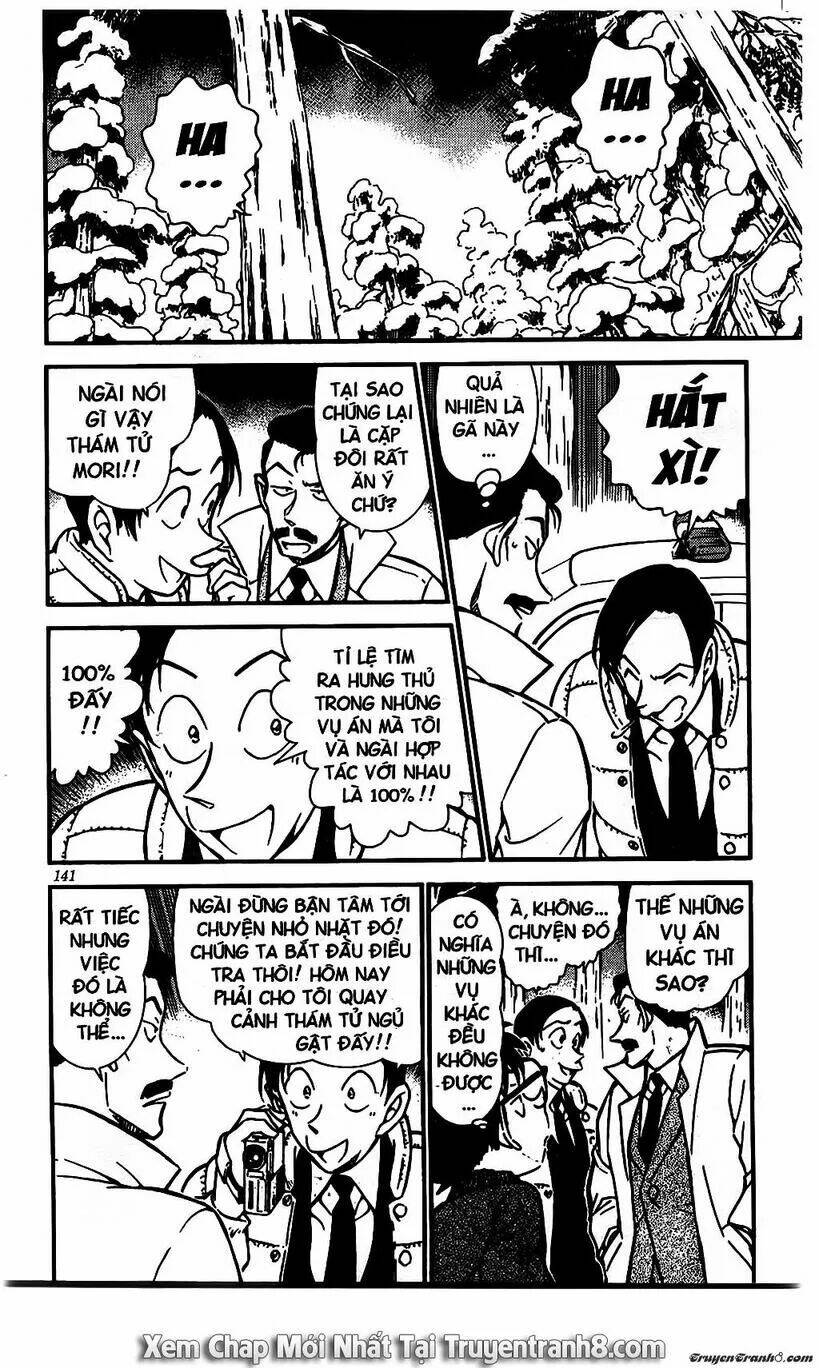 HA
...
HA
...
HẮT
XÌ!
QUẢ
NHIÊN LÀ
GÃ NÀY
...
TẠI SAO
CHÚNG LẠI
LÀ CẶP
ĐÔI RẤT
ĂN Ý
CHỨ?
NGÀI NÓI
GÌ VẬY
THÁM TỬ
MORI!!
TỈ LỆ TÌM
RA HUNG THỦ
TRONG NHỮNG
VỤ ÁN MÀ TÔI
VÀ NGÀI HỢP
TÁC VỚI NHAU
LÀ 100%!!
100%
ĐẤY
!!
141
THẾ NHỮNG
VỤ ÁN
KHÁC THÌ
SAO?
À, KHÔNG...
CHUYỆN ĐÓ
THÌ...
CÓ
NGHĨA
NHỮNG
VỤ
KHÁC
ĐỀU
KHÔNG
ĐƯỢC
...
NGÀI ĐỪNG BẬN TÂM TỚI
CHUYỆN NHỎ NHẶT ĐÓ!
CHÚNG TA BẮT ĐẦU ĐIỀU
TRA THÔI! HÔM NAY
PHẢI CHO TÔI QUAY
CẢNH THÁM TỬ NGỦ
GẬT ĐẤY!!
RẤT TIẾC
NHƯNG
VIỆC
ĐÓ LÀ
KHÔNG
THỂ...
Xem Chap Mới Nhất Tại Truyentranh8.com
TruyenTranh8.com